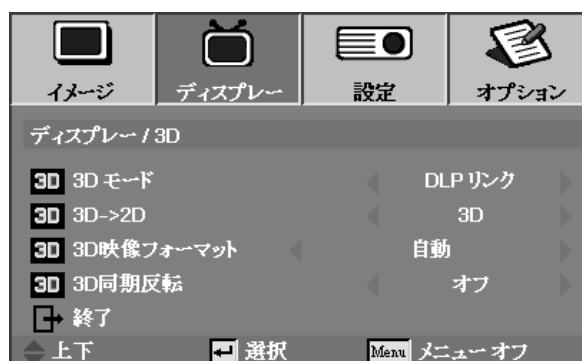 イメージ ディスプレー 設定 オプション
ディスプレー / 3D
3D 3D モード DLP リンク
3D 3D->2D 3D
3D 3D映像フォーマット 自動
3D 3D同期反転 オフ
終了
上下 選択 Menu メニューオフ